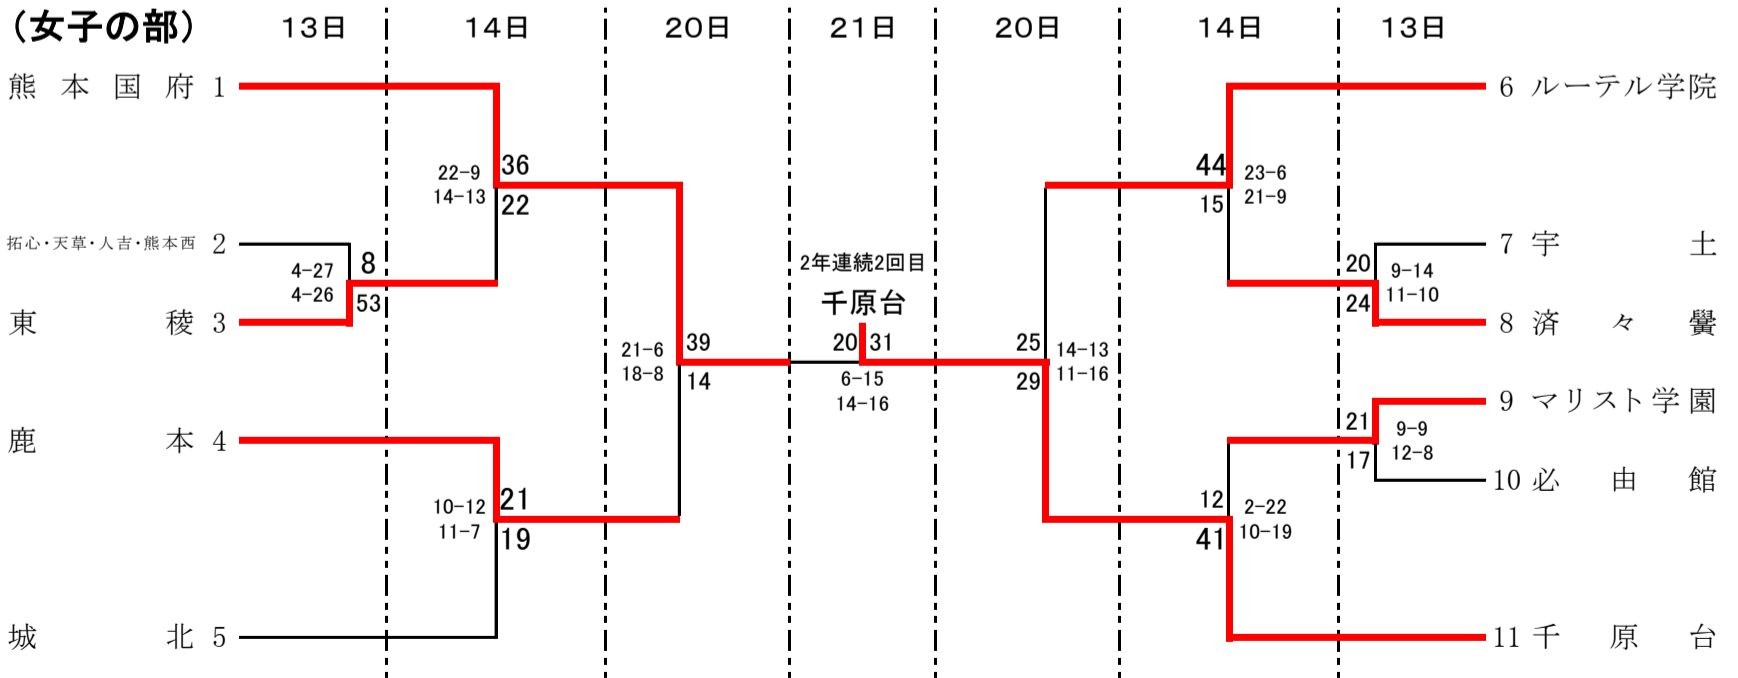 (女子の部)
13日 14日 20日 21日 20日 14日 13日
熊本国府 1
6 ルーテル学院
36
22-9
14-13
22
44
23-6
21-9
15
拓心・天草・人吉・熊本西 2
7 宇土
8
4-27
4-26
53
東稜 3
20
9-14
11-10
24
8 済々黌
2年連続2回目
千原台
20 31
6-15
14-16
39
21-6
18-8
14
25
14-13
11-16
29
鹿本 4
9 マリスト学園
21
9-9
12-8
17
10 必由館
21
10-12
11-7
19
12
2-22
10-19
41
城北 5
11 千原台